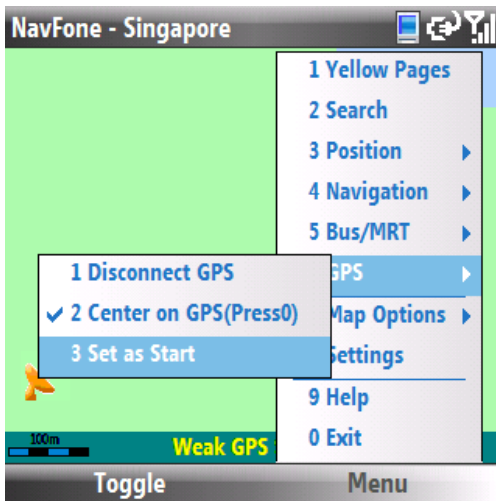 NavFone - Singapore
1 Yellow Pages
2 Search
3 Position
4 Navigation
5 Bus/MRT
GPS
1 Disconnect GPS
2 Center on GPS(Press0)
3 Set as Start
Map Options
Settings
9 Help
0 Exit
100m
Weak GPS
Toggle
Menu